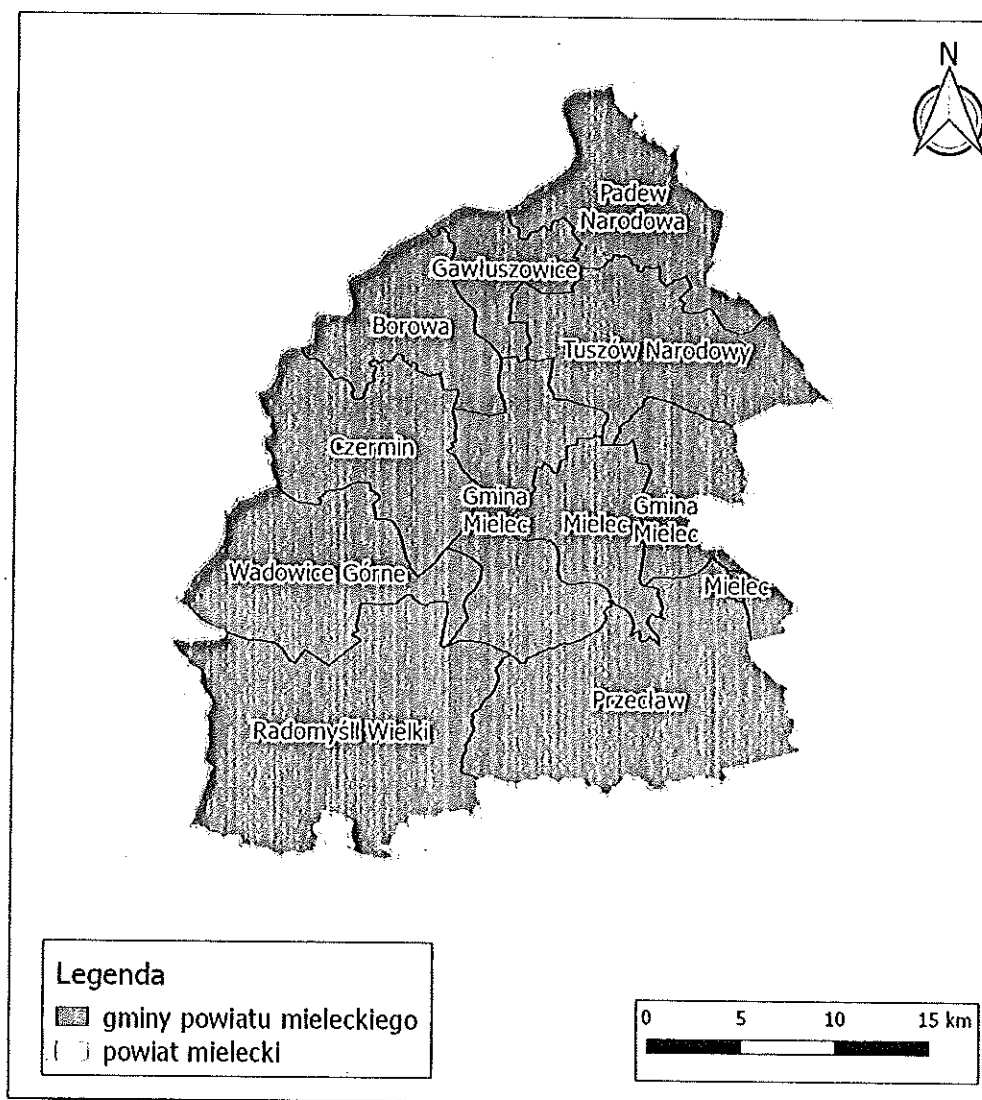 N
Padew
Narodowa
Gawłuszowice
Borowa
Tuszów Narodowy
Czermin
Gmina
Mielec
Mielec
Gmina
Mielec
Wadowice Górne
Mielec
Przecław
Radomyśl Wielki
Legenda
gminy powiatu mieleckiego
powiat mielecki
0 5 10 15 km